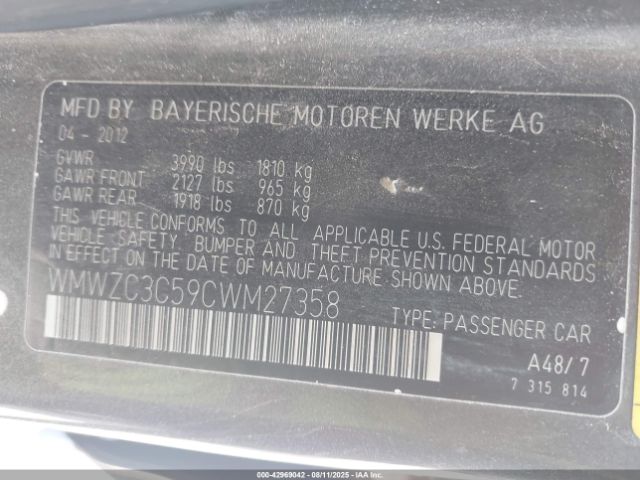 MFD BY BAYERISCHE MOTOREN WERKE AG
04 - 2012
GVWR 3990 lbs 1810 kg
GAWR FRONT 2127 lbs 965 kg
GAWR REAR 1918 lbs 870 kg
THIS VEHICLE CONFORMS TO ALL APPLICABLE U.S. FEDERAL MOTOR
VEHICLE SAFETY, BUMPER AND THEFT PREVENTION STANDARDS
IN EFFECT ON THE DATE OF MANUFACTURE SHOWN ABOVE.
WMWZC3C59CWM27358
TYPE: PASSENGER CAR
A48/7
7 315 814
000-42969042 - 08/11/2025 - IAAI.com